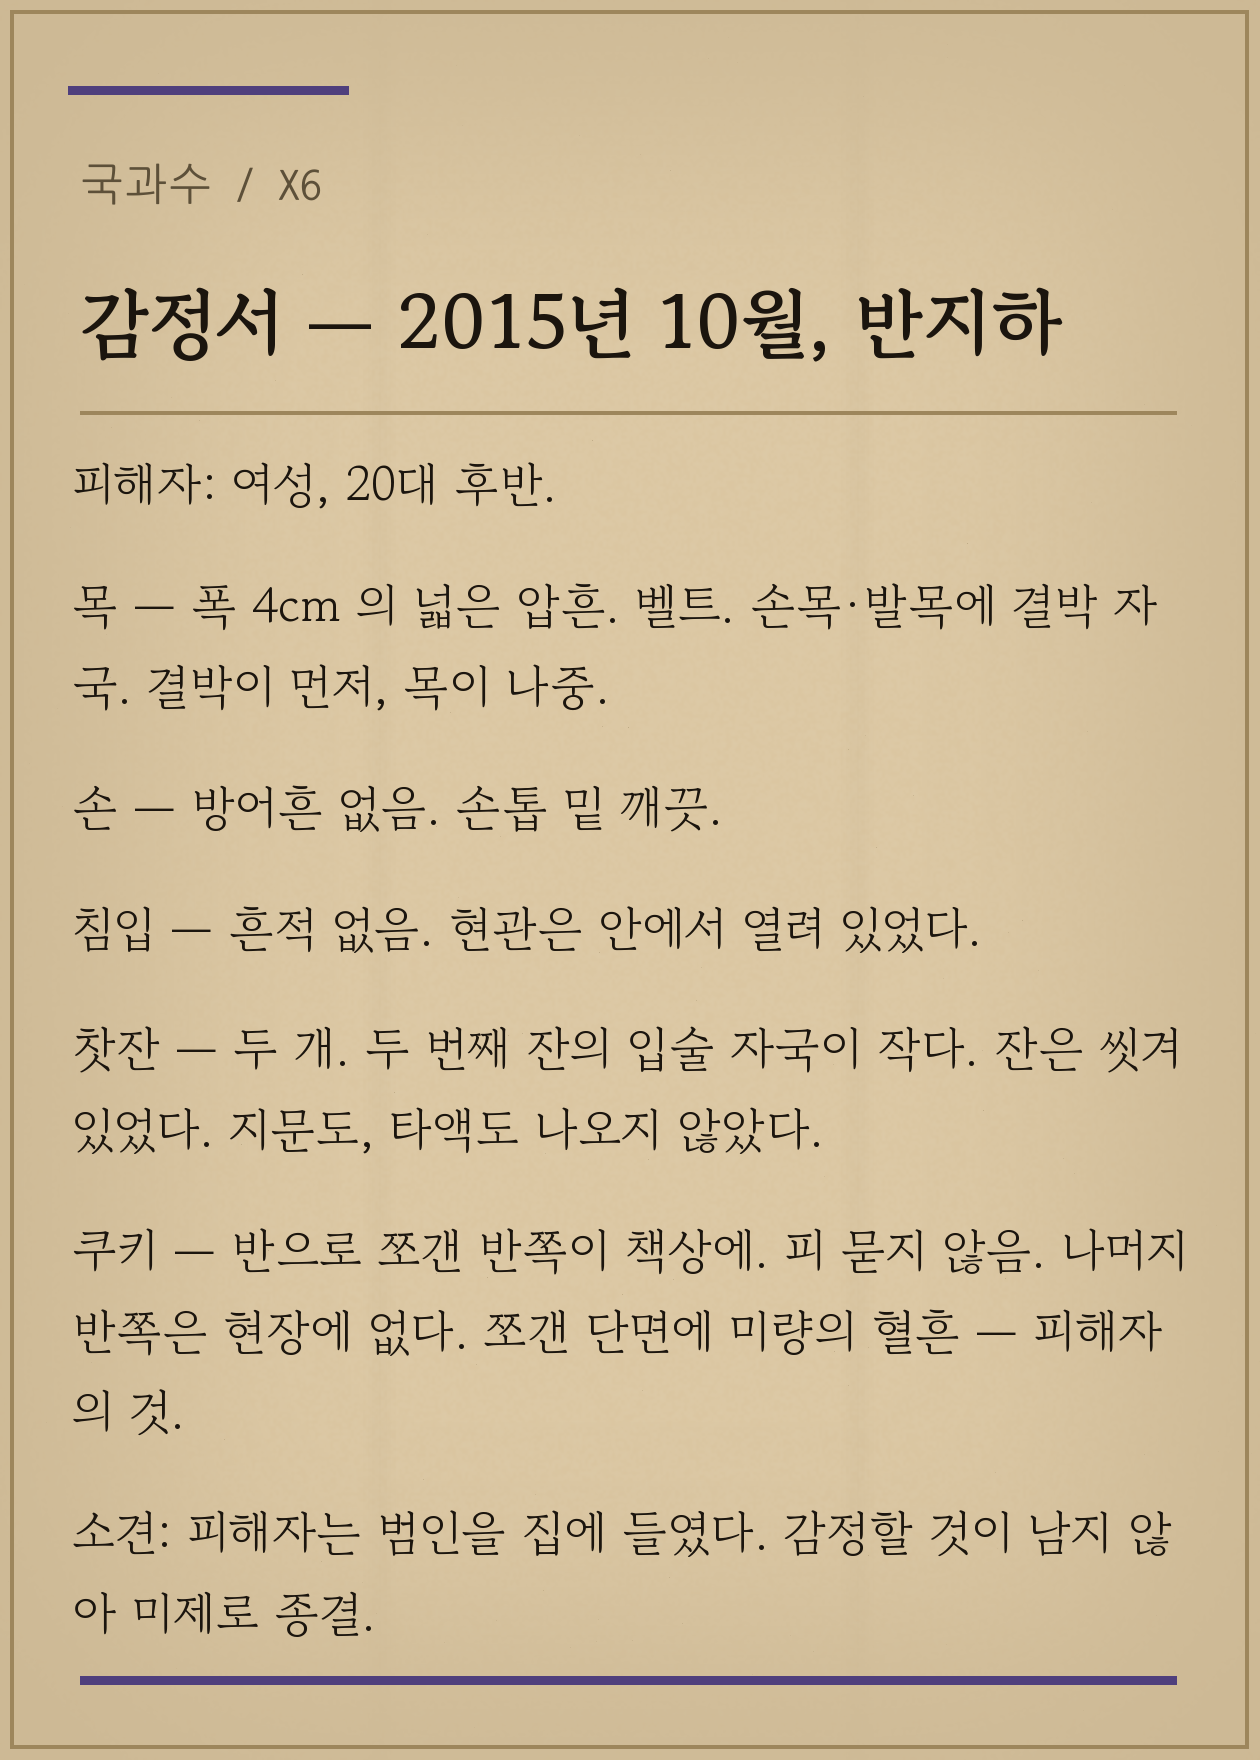 국과수 / X6
감정서 — 2015년 10월, 반지하
피해자: 여성, 20대 후반.
목 — 폭 4cm 의 넓은 압흔. 벨트. 손목·발목에 결박 자
국. 결박이 먼저, 목이 나중.
손 — 방어흔 없음. 손톱 밑 깨끗.
침입 — 흔적 없음. 현관은 안에서 열려 있었다.
찻잔 — 두 개. 두 번째 잔의 입술 자국이 작다. 잔은 씻겨
있었다. 지문도, 타액도 나오지 않았다.
쿠키 — 반으로 쪼갠 반쪽이 책상에. 피 묻지 않음. 나머지
반쪽은 현장에 없다. 쪼갠 단면에 미량의 혈흔 — 피해자
의 것.
소견: 피해자는 범인을 집에 들였다. 감정할 것이 남지 않
아 미제로 종결.